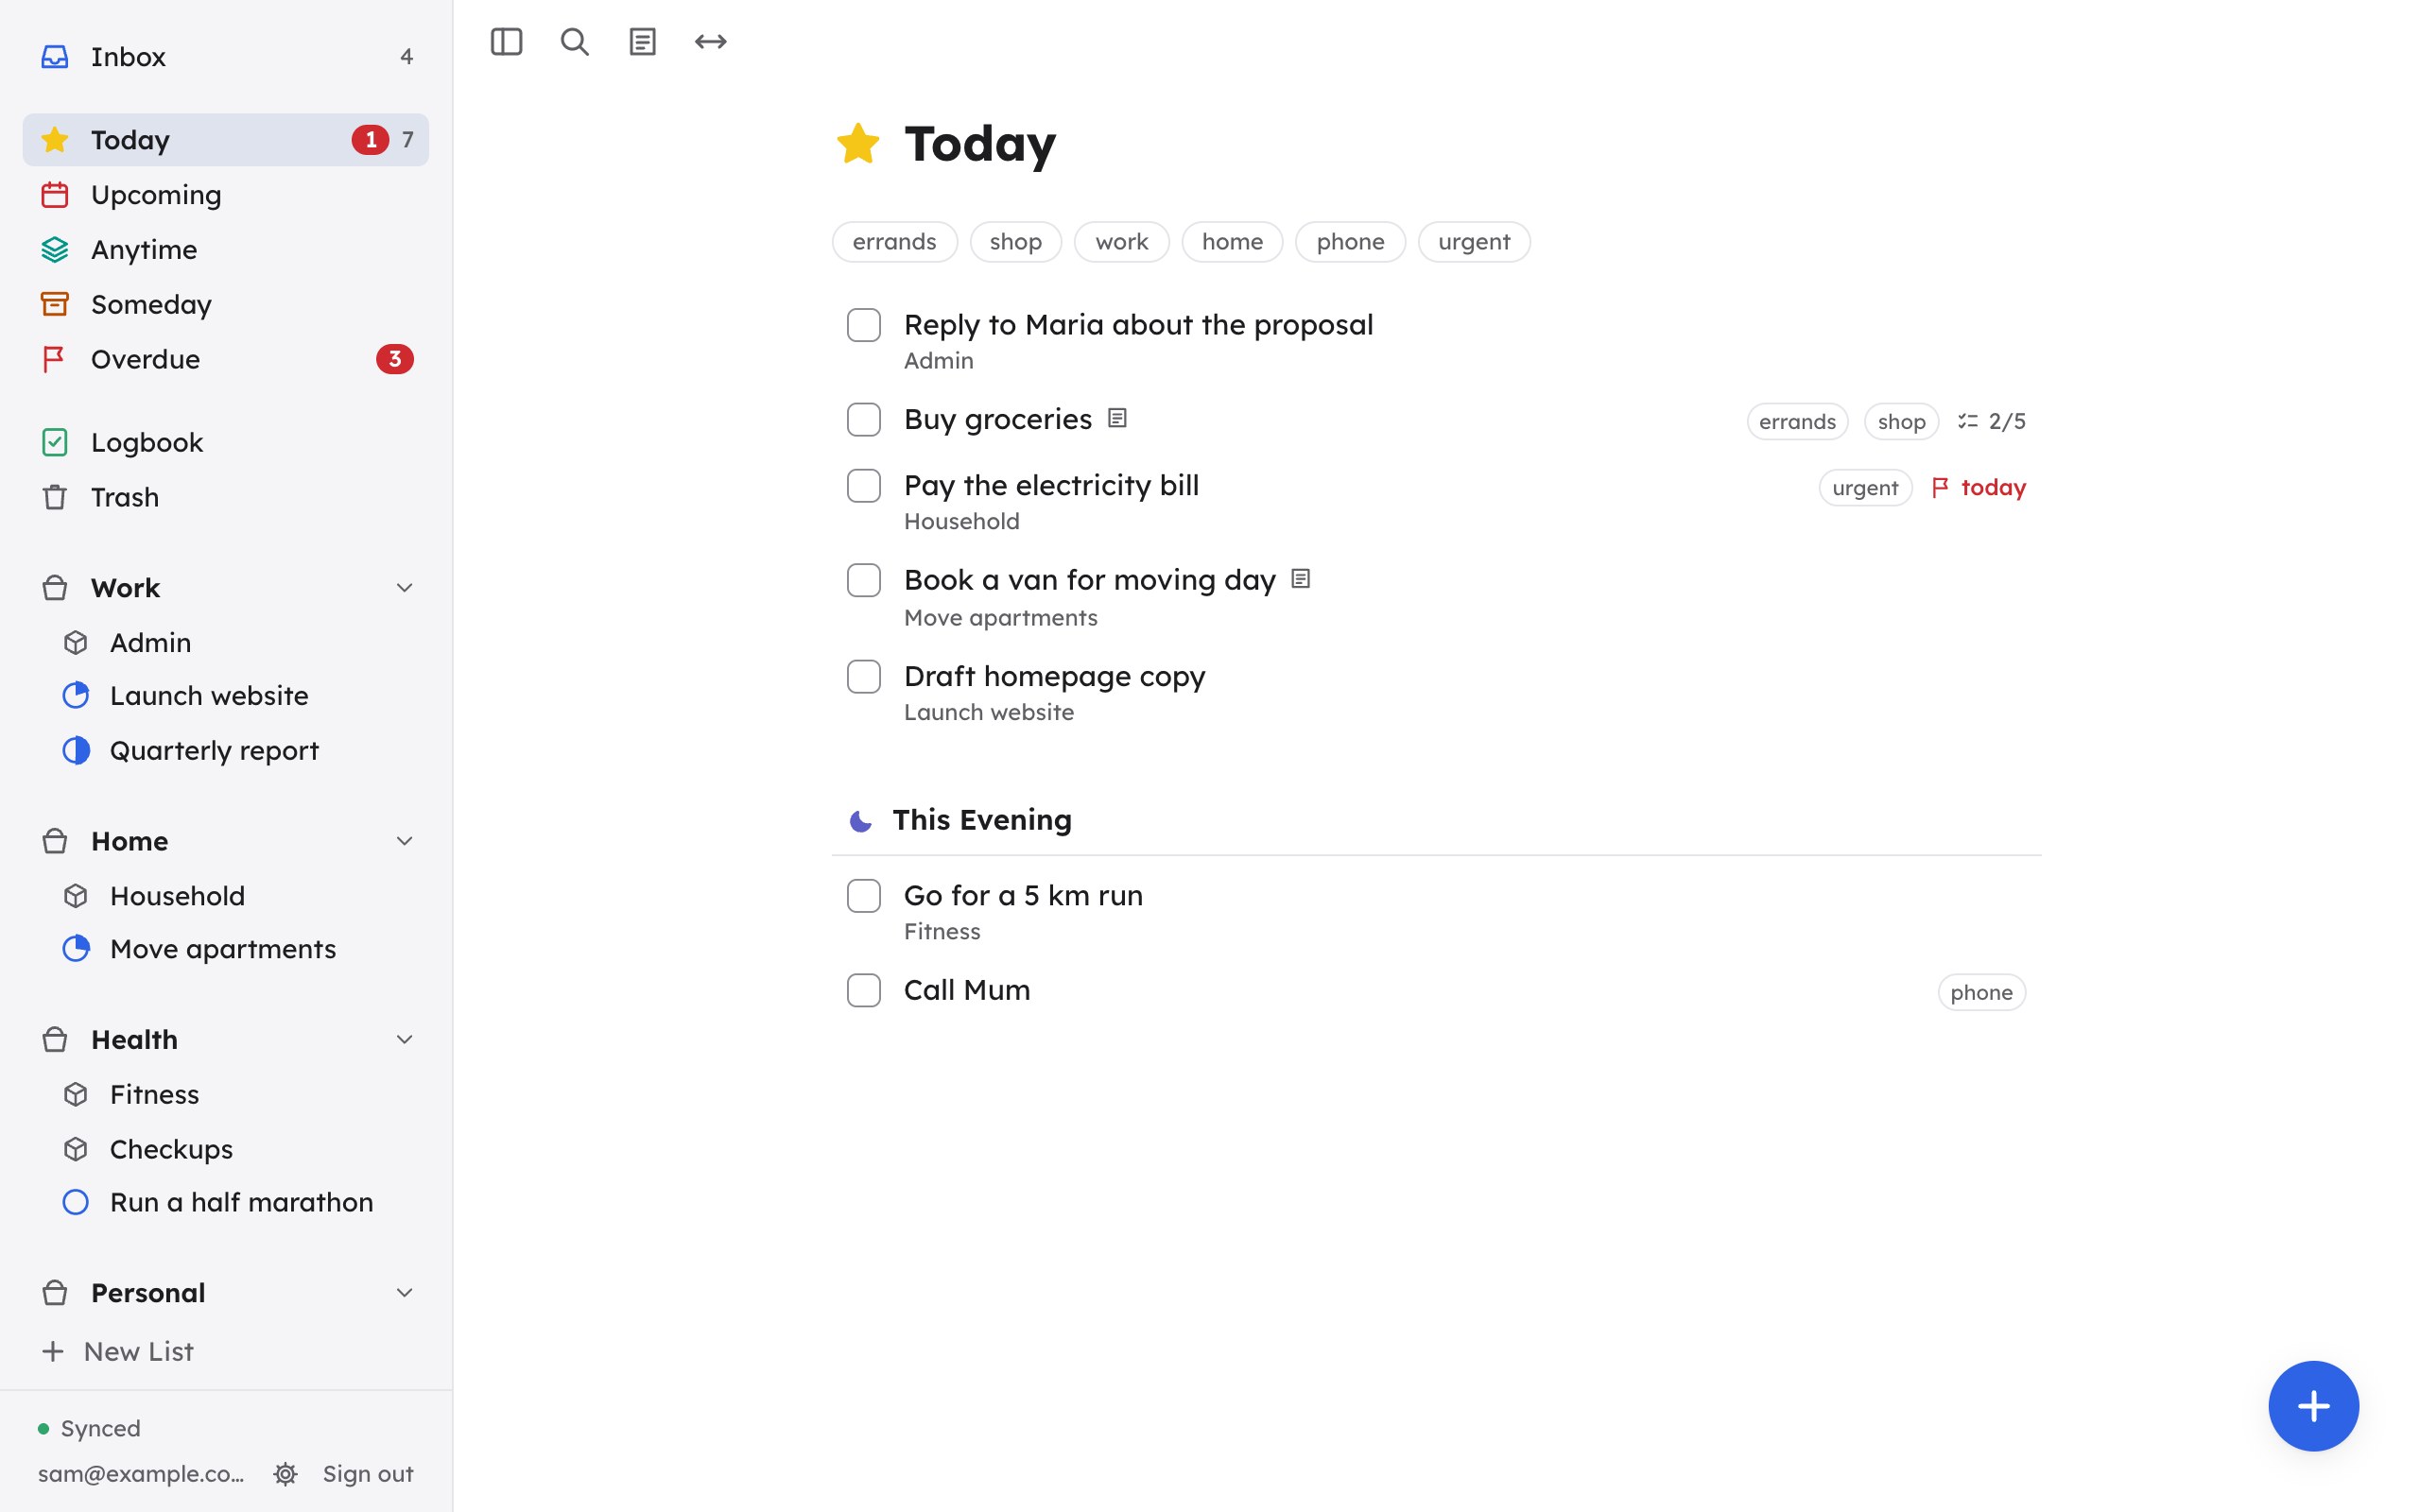 Inbox 4
Today 1 7
Upcoming
Anytime
Someday
Overdue 3
Logbook
Trash
Work
Admin
Launch website
Quarterly report
Home
Household
Move apartments
Health
Fitness
Checkups
Run a half marathon
Personal
New List
Synced
sam@example.co... Sign out
Today
errands shop work home phone urgent
Reply to Maria about the proposal
Admin
Buy groceries errands shop 2/5
Pay the electricity bill urgent today
Household
Book a van for moving day
Move apartments
Draft homepage copy
Launch website
This Evening
Go for a 5 km run
Fitness
Call Mum phone